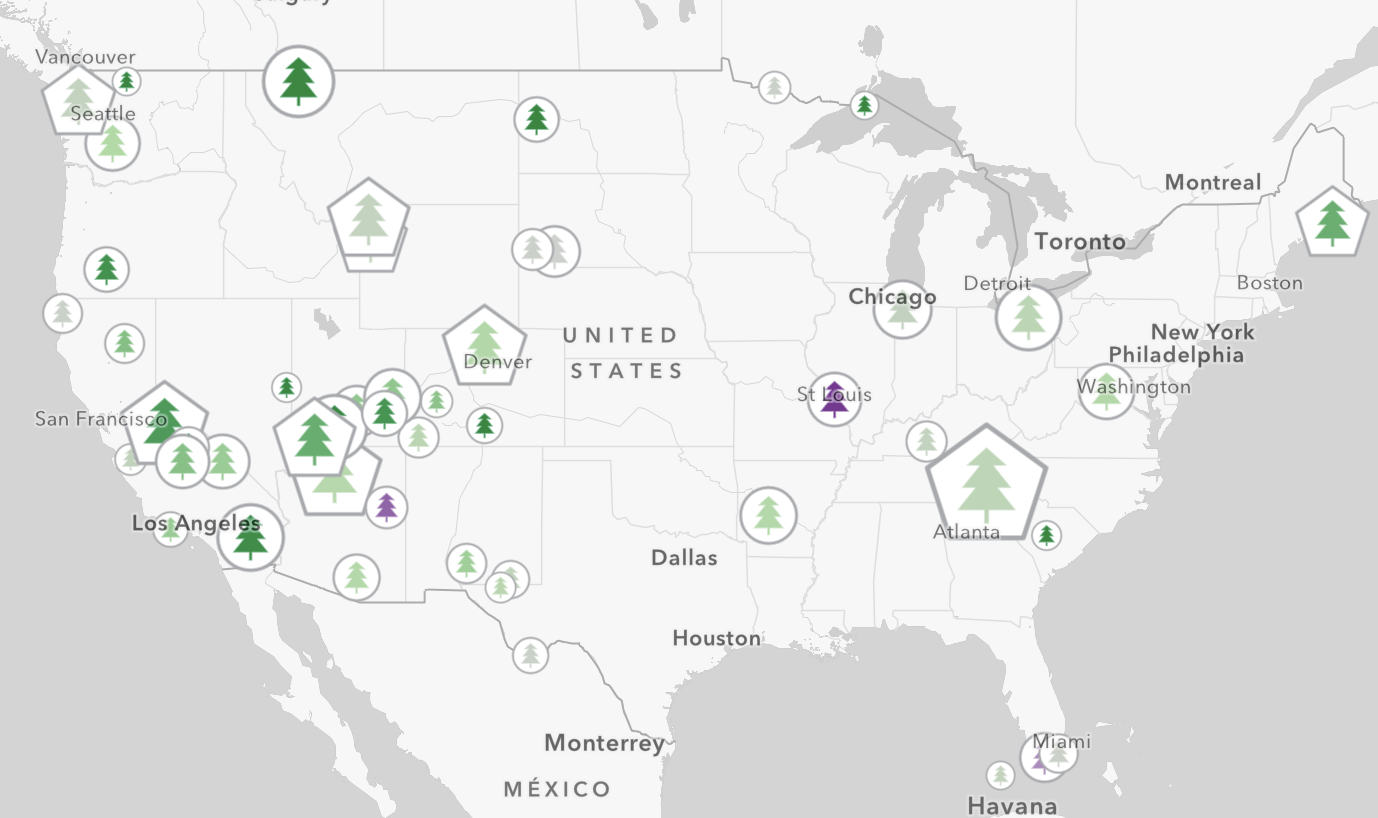 Vancouver
Seattle
Montreal
Toronto
Detroit
Boston
Chicago
New York
UNITED
STATES
Philadelphia
Denver
Washington
St Louis
San Francisco
Los Angeles
Atlanta
Dallas
Houston
Monterrey
Miami
MÉXICO
Havana